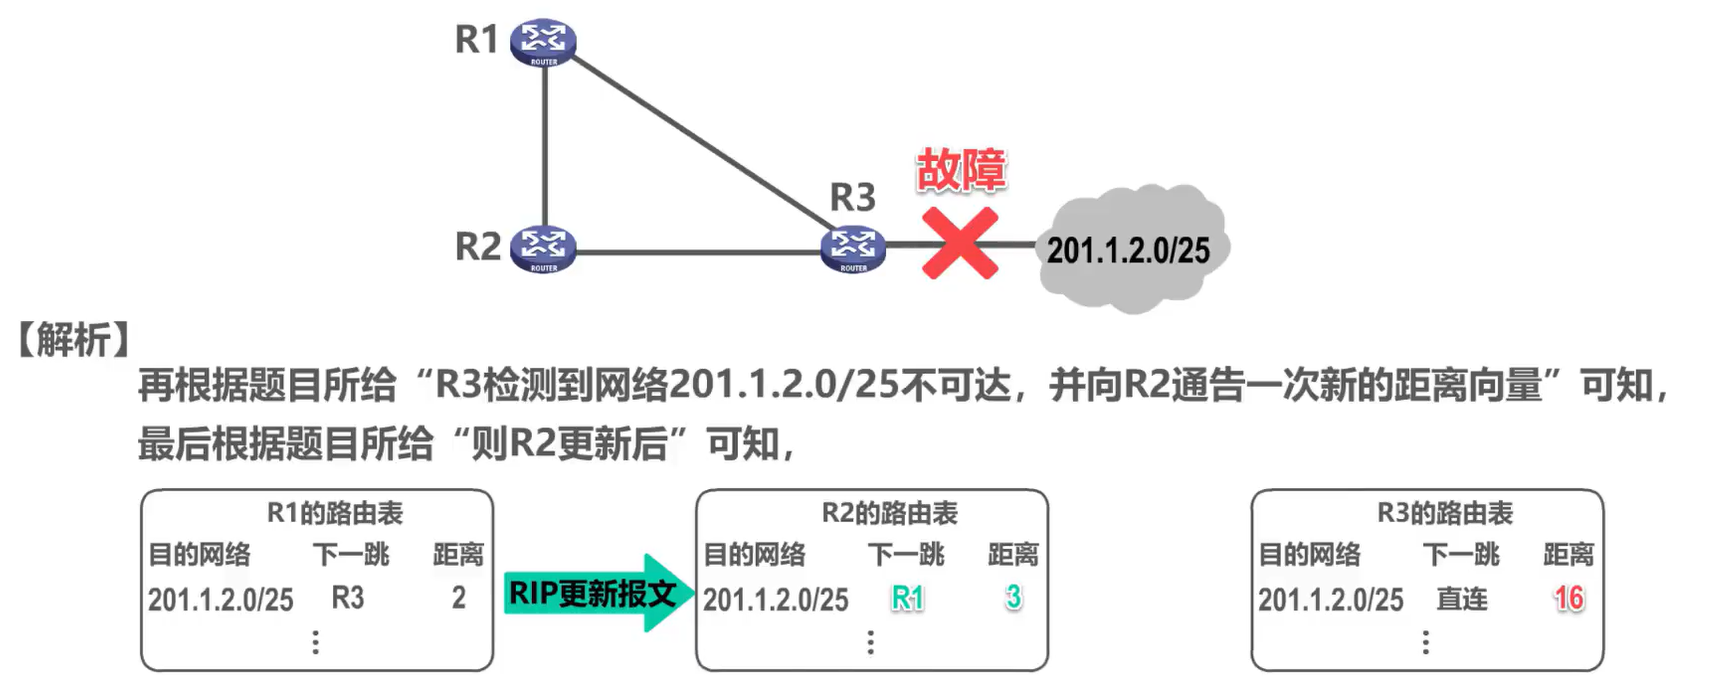 R1
ROUTER
故障
R3
R2
ROUTER
ROUTER
201.1.2.0/25
【解析】
再根据题目所给“R3检测到网络201.1.2.0/25不可达，并向R2通告一次新的距离向量”可知，
最后根据题目所给“则R2更新后”可知，
R1的路由表
目的网络 下一跳 距离
201.1.2.0/25 R3 2
⋮
RIP更新报文
R2的路由表
目的网络 下一跳 距离
201.1.2.0/25 R1 3
⋮
R3的路由表
目的网络 下一跳 距离
201.1.2.0/25 直连 16
⋮